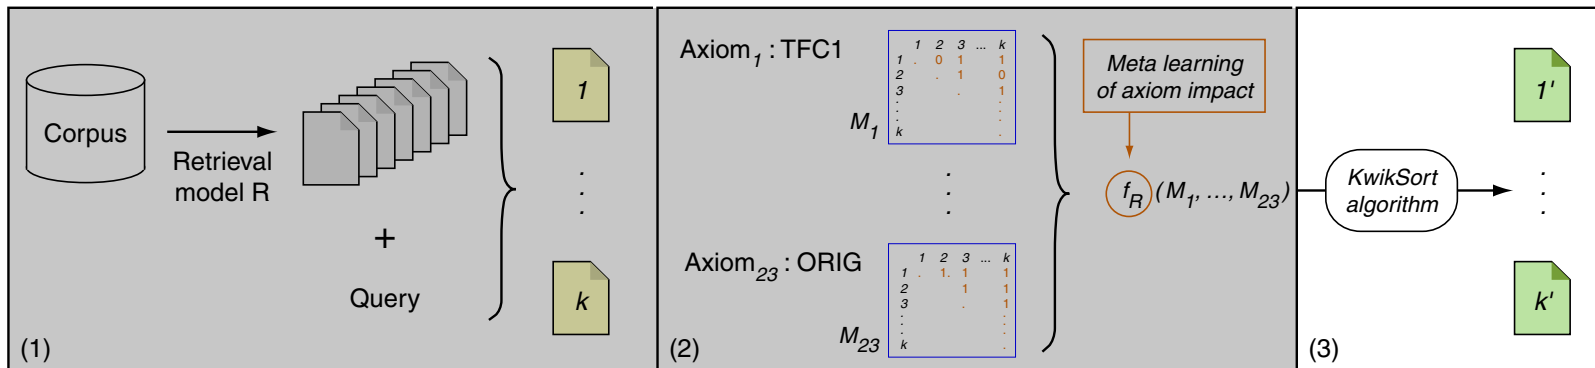 Corpus
Retrieval
model R
+
Query
1
.
.
.
k
(1)
Axiom1 : TFC1
1 2 3 ... k
1 . 0 1 1
2 . 1 0
3 . 1
. .
. .
. .
k .
M1
.
.
.
Axiom23 : ORIG
1 2 3 ... k
1 . 1. 1 1
2 1 1
3 . 1
. .
. .
. .
k .
M23
Meta learning
of axiom impact
fR (M1, ..., M23)
(2)
KwikSort
algorithm
1'
.
.
.
k'
(3)